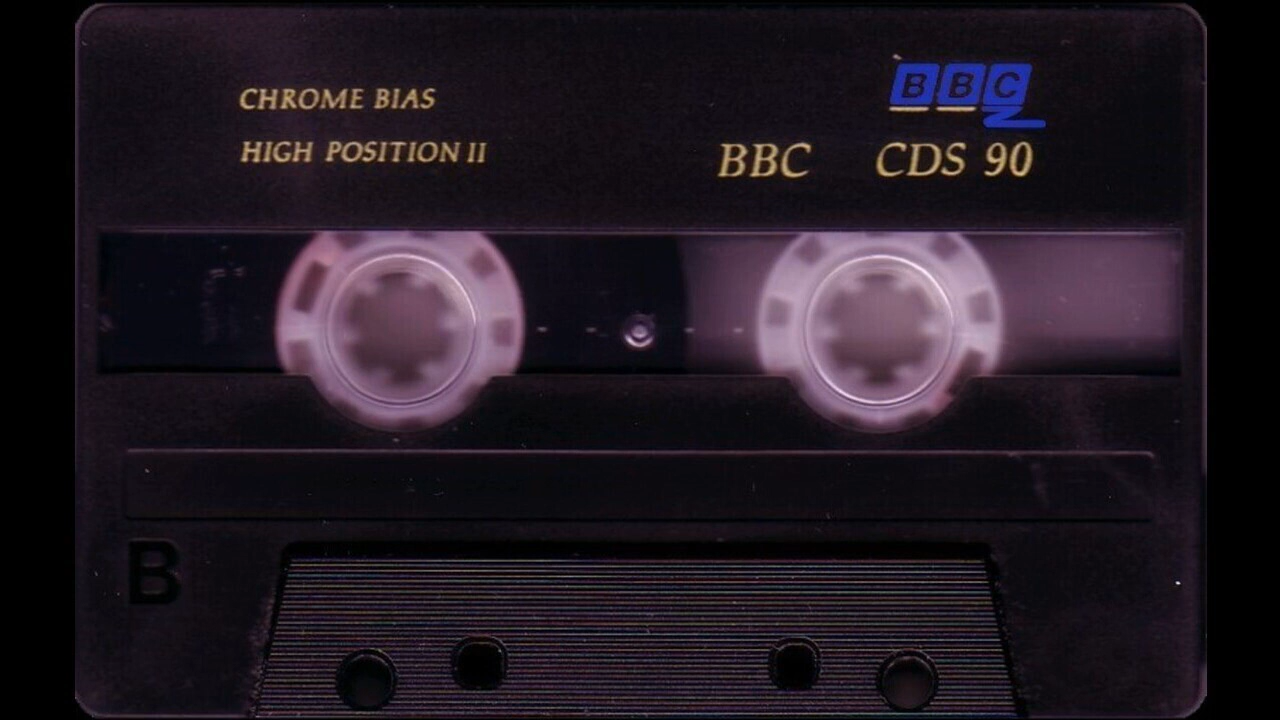 BBC
CHROME BIAS
HIGH POSITION II
BBC CDS 90
B